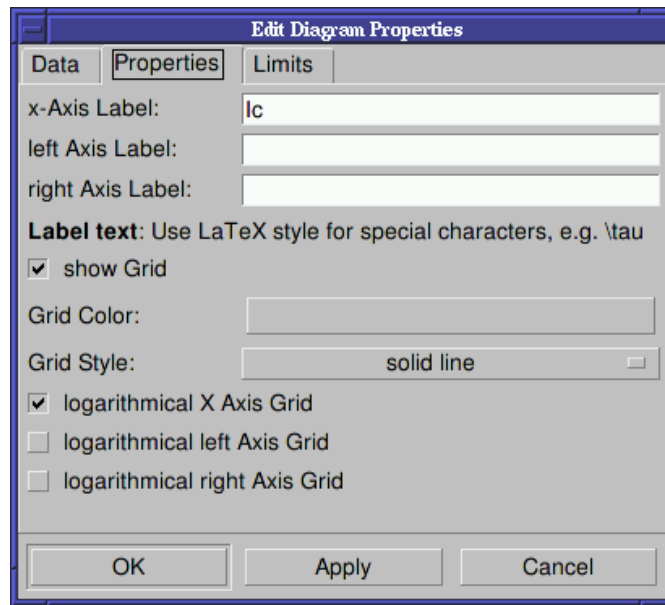 Edit Diagram Properties
Data Properties Limits
x-Axis Label: Ic
left Axis Label:
right Axis Label:
Label text: Use LaTeX style for special characters, e.g. \tau
show Grid
Grid Color:
Grid Style: solid line
logarithmical X Axis Grid
logarithmical left Axis Grid
logarithmical right Axis Grid
OK Apply Cancel